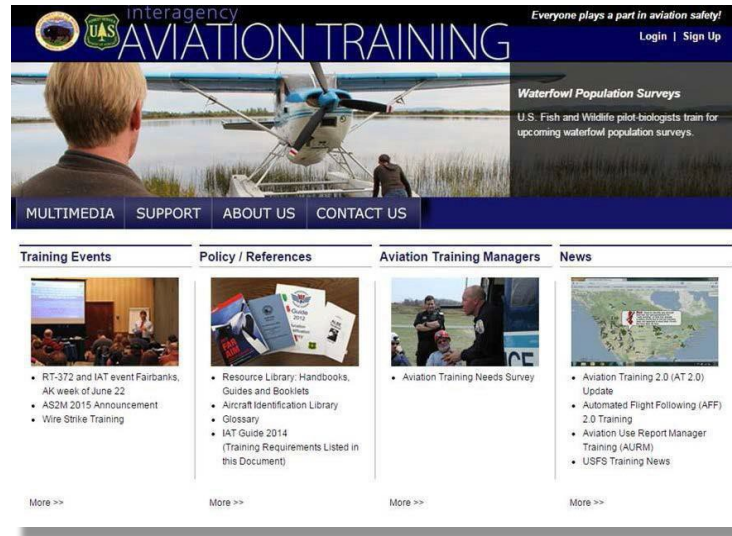 interagency
AVIATION TRAINING
Everyone plays a part in aviation safety!
Login | Sign Up
UAS
Waterfowl Population Surveys
U.S. Fish and Wildlife pilot-biologists train for
upcoming waterfowl population surveys.
MULTIMEDIA SUPPORT ABOUT US CONTACT US
Training Events
RT-372 and IAT event Fairbanks,
AK week of June 22
AS2M 2015 Announcement
Wire Strike Training
More >>
Policy / References
FAR
AIM
Guide
2012
Resource Library: Handbooks,
Guides and Booklets
Aircraft Identification Library
Glossary
IAT Guide 2014
(Training Requirements Listed in
this Document)
More >>
Aviation Training Managers
Aviation Training Needs Survey
More >>
News
Aviation Training 2.0 (AT 2.0)
Update
Automated Flight Following (AFF)
2.0 Training
Aviation Use Report Manager
Training (AURM)
USFS Training News
More >>